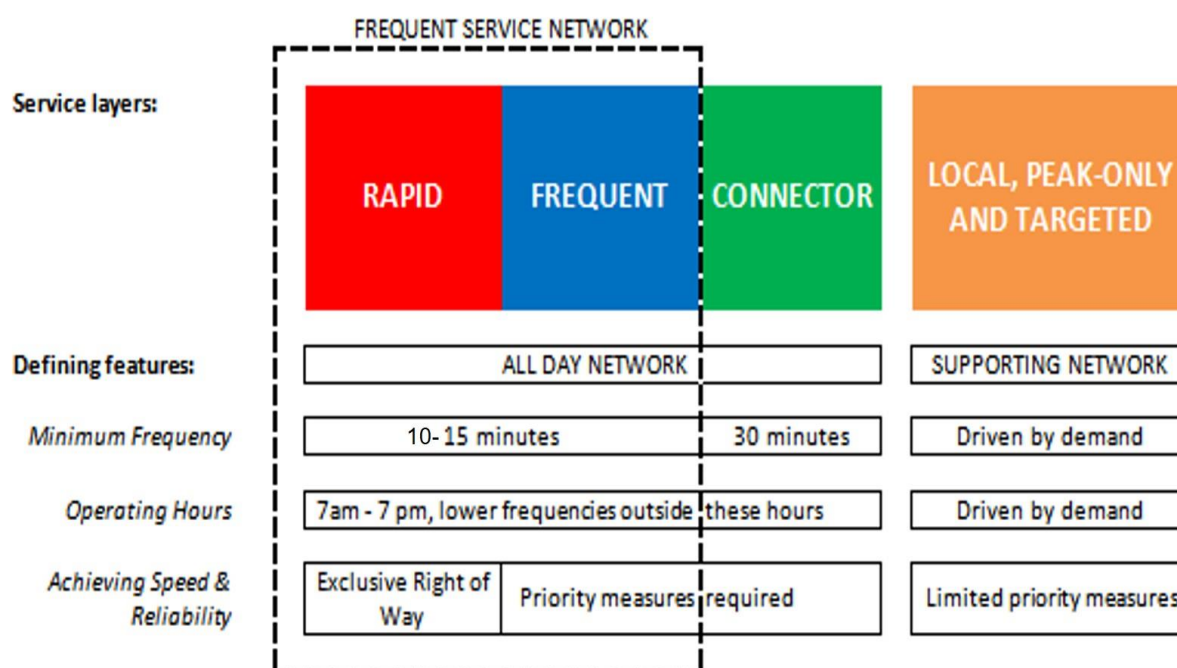 FREQUENT SERVICE NETWORK
Service layers:
RAPID
FREQUENT
CONNECTOR
LOCAL, PEAK-ONLY
AND TARGETED
Defining features:
ALL DAY NETWORK
SUPPORTING NETWORK
Minimum Frequency
10- 15 minutes
30 minutes
Driven by demand
Operating Hours
7am - 7 pm, lower frequencies outside these hours
Driven by demand
Achieving Speed &
Reliability
Exclusive Right of
Way
Priority measures required
Limited priority measures